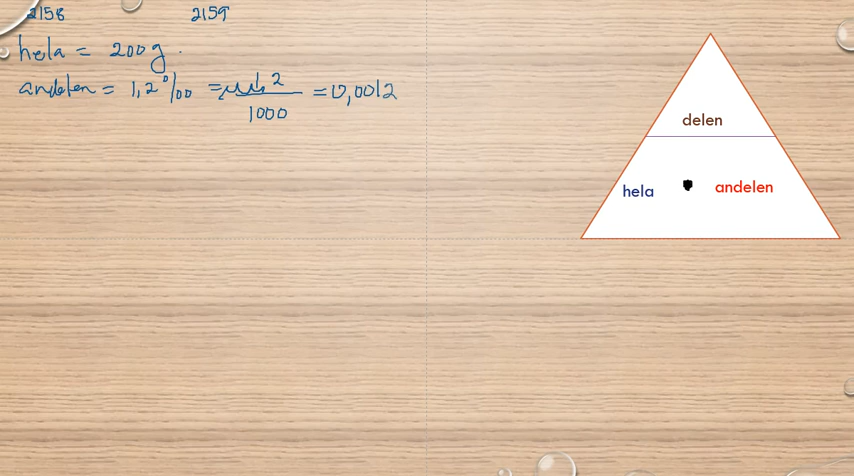 2158 2159
hela = 200 g
andelen = 1,2 ‰ = 1000 = 0,0012
delen
hela • andelen